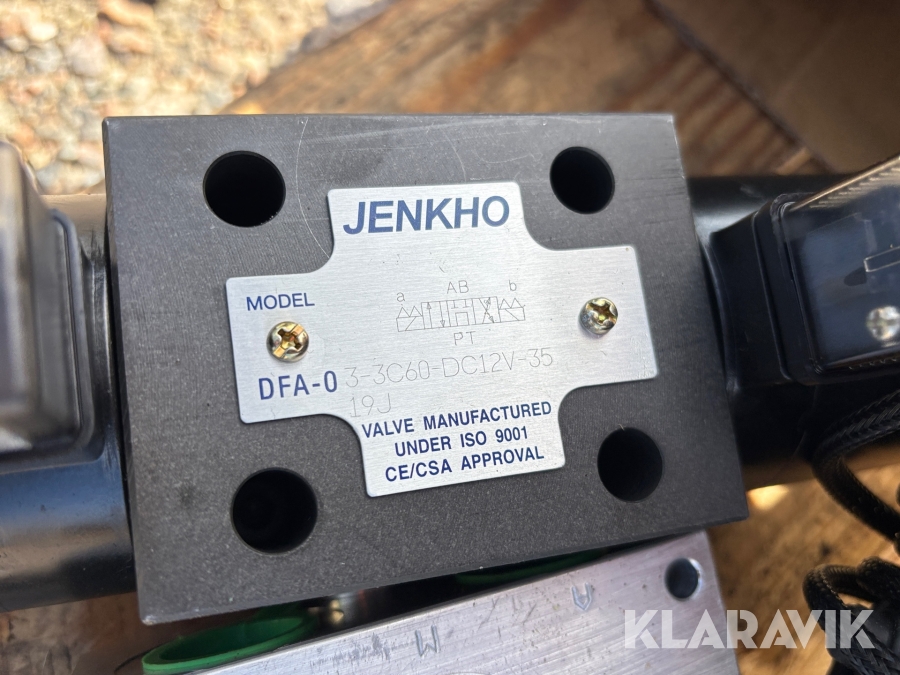 JENKHO
MODEL
a AB b
PT
DFA-03-3C60-DC12V-35
19J
VALVE MANUFACTURED
UNDER ISO 9001
CE/CSA APPROVAL
KLARAVIK